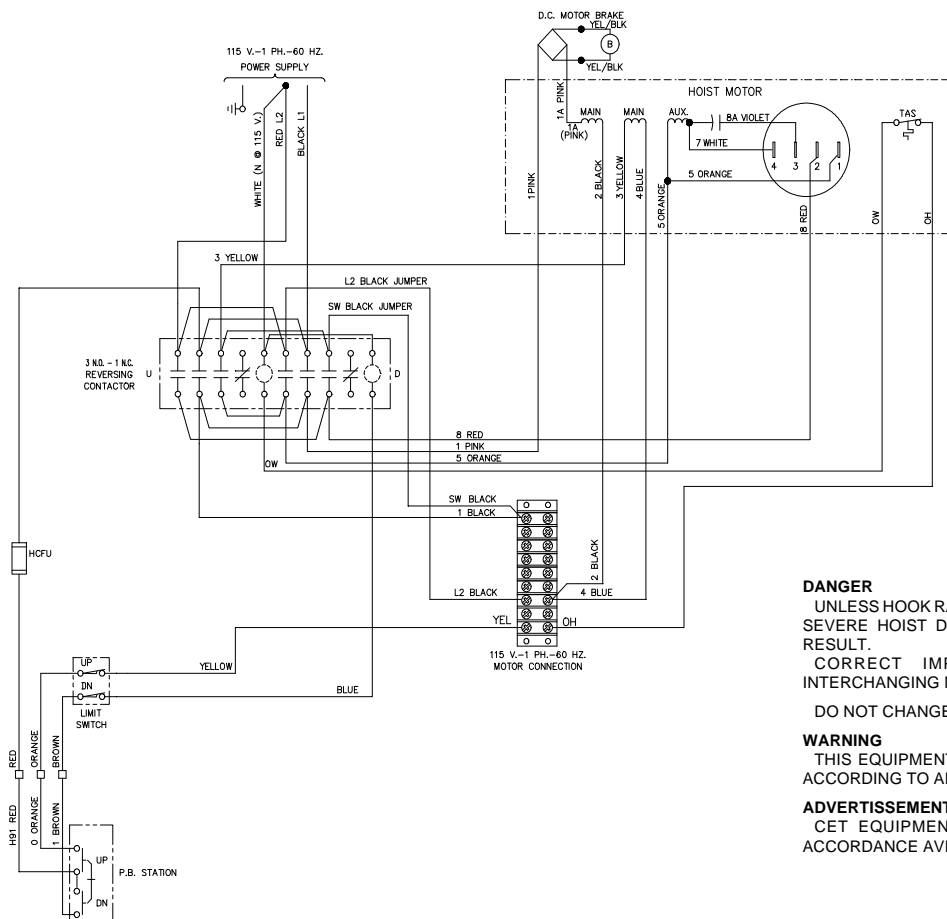 D.C. MOTOR BRAKE
YEL/BLK
B
YEL/BLK
115 V.-1 PH.-60 HZ.
POWER SUPPLY
WHITE (N @ 115 V.)
RED L2
BLACK L1
HOIST MOTOR
1A PINK
1A
(PINK)
MAIN
MAIN
AUX.
8A VIOLET
7 WHITE
4 3 2 1
TAS
5 ORANGE
1 PINK
2 BLACK
3 YELLOW
4 BLUE
5 ORANGE
8 RED
OW
OH
3 YELLOW
L2 BLACK JUMPER
SW BLACK JUMPER
3 N.O. - 1 N.C.
REVERSING
CONTACTOR
U
D
8 RED
1 PINK
5 ORANGE
OW
SW BLACK
1 BLACK
HCFU
2 BLACK
L2 BLACK
4 BLUE
YEL
OH
115 V.-1 PH.-60 HZ.
MOTOR CONNECTION
UP
YELLOW
DN
BLUE
LIMIT
SWITCH
RED
ORANGE
BROWN
H91 RED
0 ORANGE
1 BROWN
UP
P.B. STATION
DN
DANGER
UNLESS HOOK
SEVERE HOIST
RESULT.
CORRECT
INTERCHANGING
DO NOT CHANGE
WARNING
THIS EQUIPMENT
ACCORDING TO
ADVERTISSEMENT
CET EQUIPMEN
ACCORDANCE